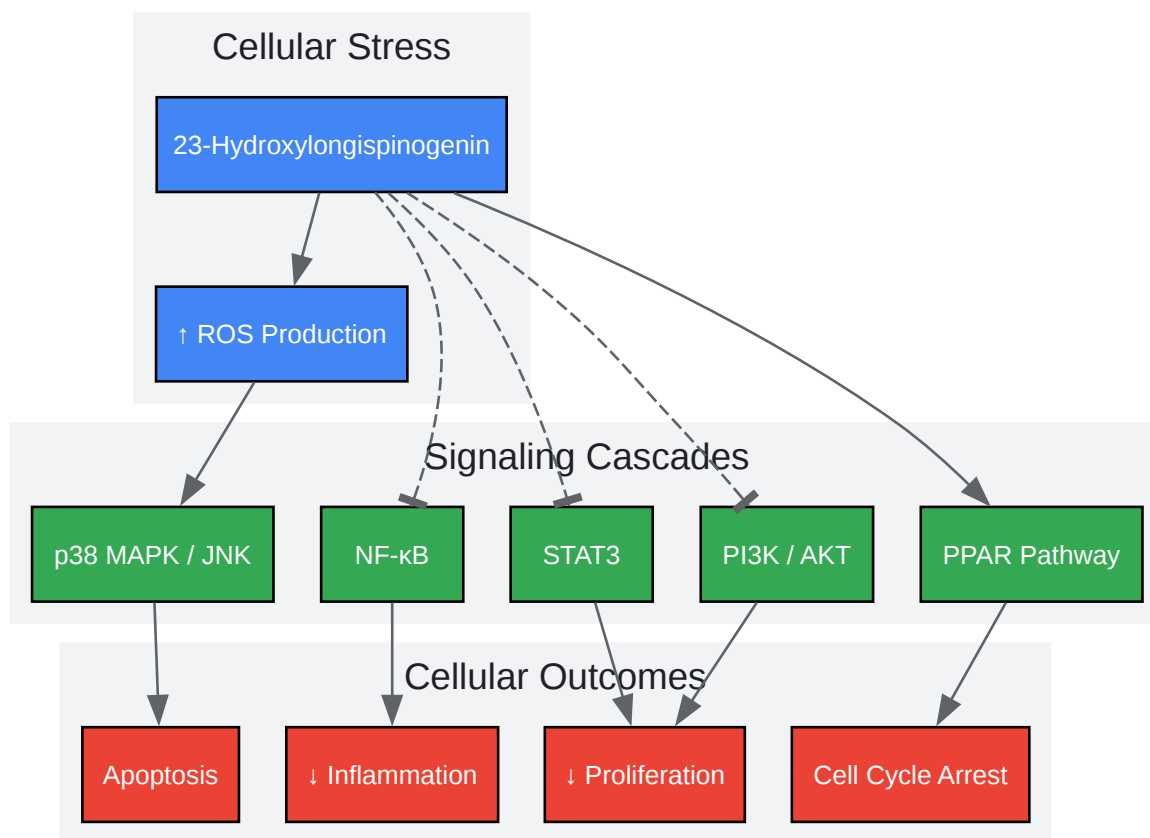 Cellular Stress
23-Hydroxylongispinogenin
↑ ROS Production
Signaling Cascades
p38 MAPK / JNK
NF-κB
STAT3
PI3K / AKT
PPAR Pathway
Cellular Outcomes
Apoptosis
↓ Inflammation
↓ Proliferation
Cell Cycle Arrest